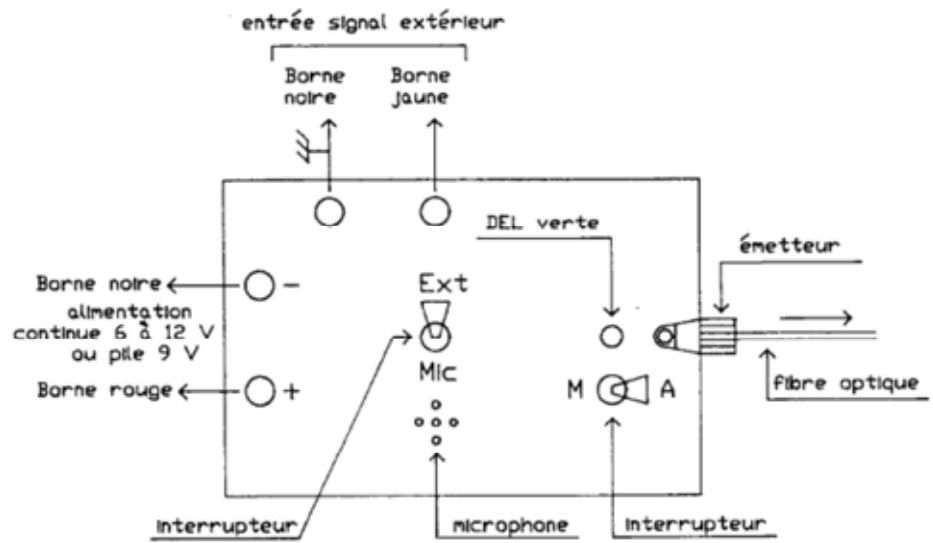 entrée signal extérieur
Borne
noire
Borne
jaune
DEL verte
émetteur
Borne noire
-
Ext
alimentation
continue 6 à 12 V
ou pile 9 V
Mic
M
A
Borne rouge
+
fibre optique
interrupteur
microphone
interrupteur